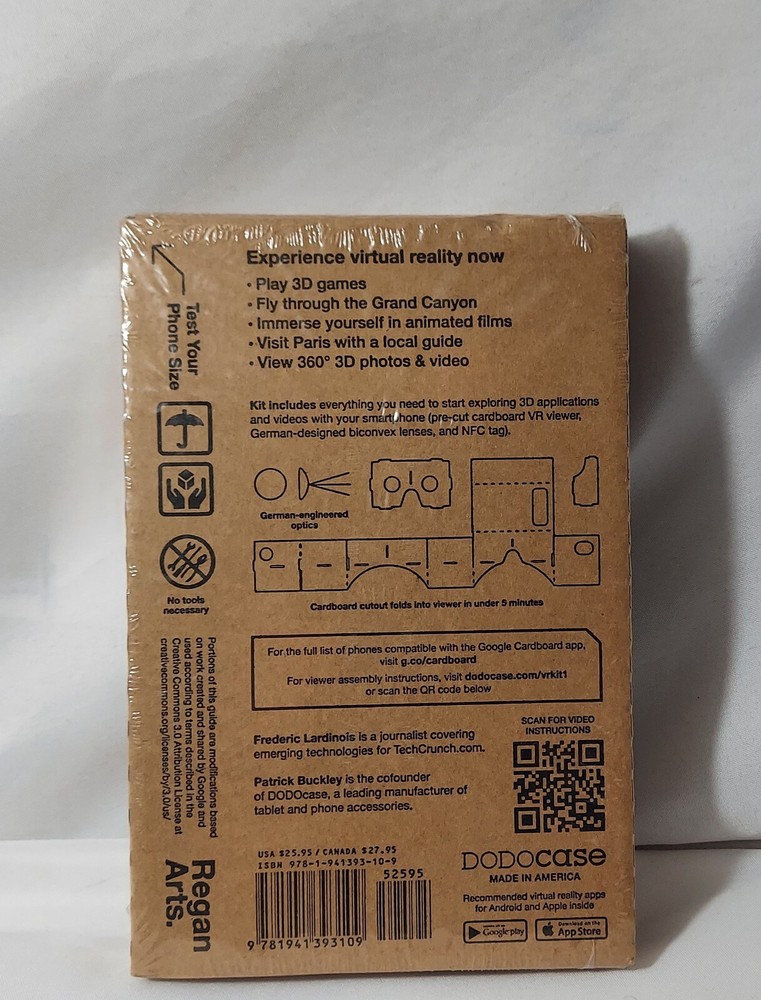 Experience virtual reality now
• Play 3D games
• Fly through the Grand Canyon
• Immerse yourself in animated films
• Visit Paris with a local guide
• View 360° 3D photos & video
Test Your
Phone Size
Kit includes everything you need to start exploring 3D applications
and videos with your smartphone (pre-cut cardboard VR viewer,
German-designed biconvex lenses, and NFC tag).
German-engineered
optics
No tools
necessary
Cardboard cutout folds into viewer in under 5 minutes
For the full list of phones compatible with the Google Cardboard app,
visit g.co/cardboard
For viewer assembly instructions, visit dodocase.com/vrkit1
or scan the QR code below
Portions of this guide are modifications based
on work created and shared by Google and
used according to terms described in the
Creative Commons 3.0 Attribution License at
creativecommons.org/licenses/by/3.0/us/
Frederic Lardinois is a journalist covering
emerging technologies for TechCrunch.com.
Patrick Buckley is the cofounder
of DODOcase, a leading manufacturer of
tablet and phone accessories.
SCAN FOR VIDEO
INSTRUCTIONS
USA $25.95 / CANADA $27.95
ISBN 978-1-941393-10-9
52595
9 781941 393109
DODOcase
MADE IN AMERICA
Recommended virtual reality apps
for Android and Apple inside
Google play
Download on the
App Store
Regan
Arts.